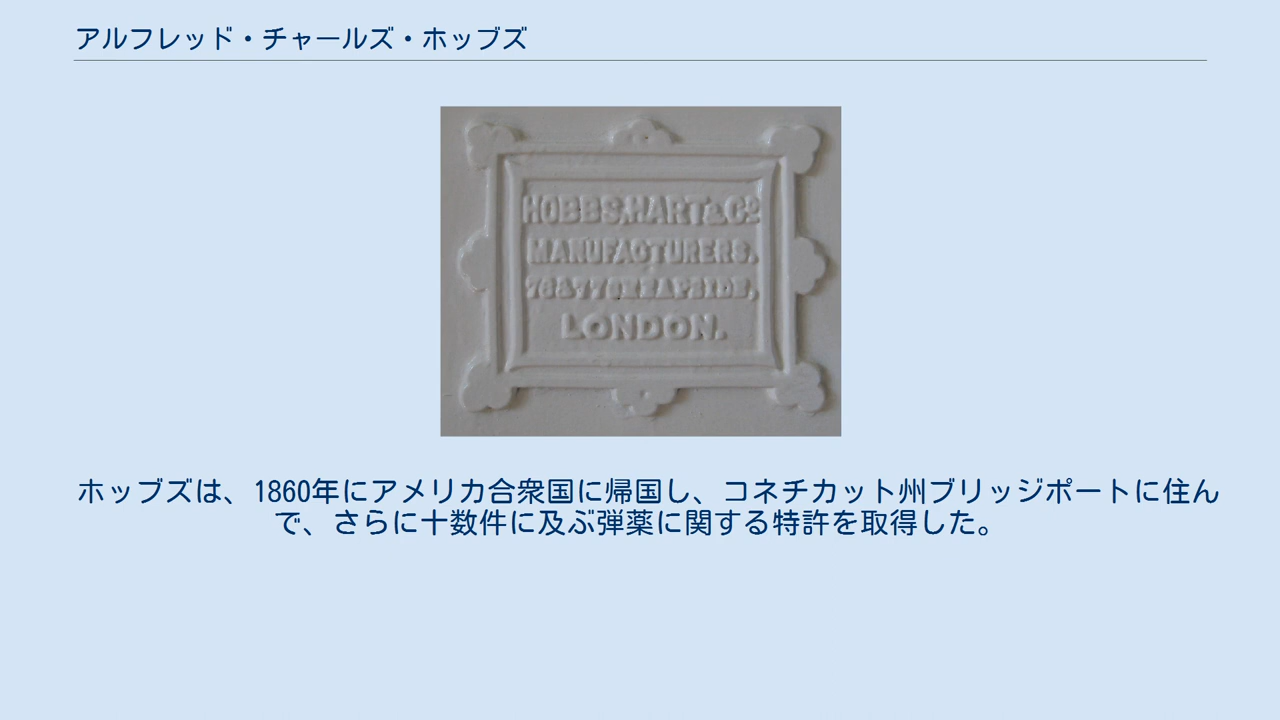 アルフレッド・チャールズ・ホッブズ
HOBBS, HART & Co
MANUFACTURERS,
76 & 77 CHEAPSIDE,
LONDON.
ホッブズは、1860年にアメリカ合衆国に帰国し、コネチカット州ブリッジポートに住ん
で、さらに十数件に及ぶ弾薬に関する特許を取得した。